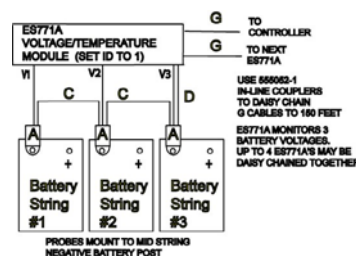 ES771A
VOLTAGE/TEMPERATURE
MODULE (SET ID TO 1)
G
TO
CONTROLLER
G
TO NEXT
ES771A
V1
V2
V3
C
C
D
USE 555052-1
IN-LINE COUPLERS
TO DAISY CHAIN
G CABLES TO 150 FEET
ES771A MONITORS 3
BATTERY VOLTAGES.
UP TO 4 ES771A'S MAY BE
DAISY CHAINED TOGETHER
A
A
A
+
+
+
Battery
String
#1
Battery
String
#2
Battery
String
#3
PROBES MOUNT TO MID STRING
NEGATIVE BATTERY POST